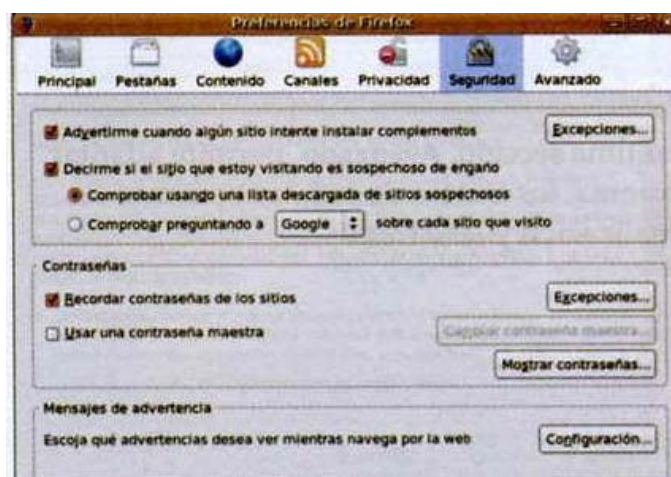 Preferencias de Firefox
Principal Pestañas Contenido Canales Privacidad Seguridad Avanzado
Advertirme cuando algún sitio intente instalar complementos Excepciones...
Decirme si el sitio que estoy visitando es sospechoso de engaño
Comprobar usando una lista descargada de sitios sospechosos
Comprobar preguntando a Google sobre cada sitio que visito
Contraseñas
Recordar contraseñas de los sitios Excepciones...
Usar una contraseña maestra Cambiar contraseña maestra...
Mostrar contraseñas...
Mensajes de advertencia
Escoja qué advertencias desea ver mientras navega por la web Configuración...